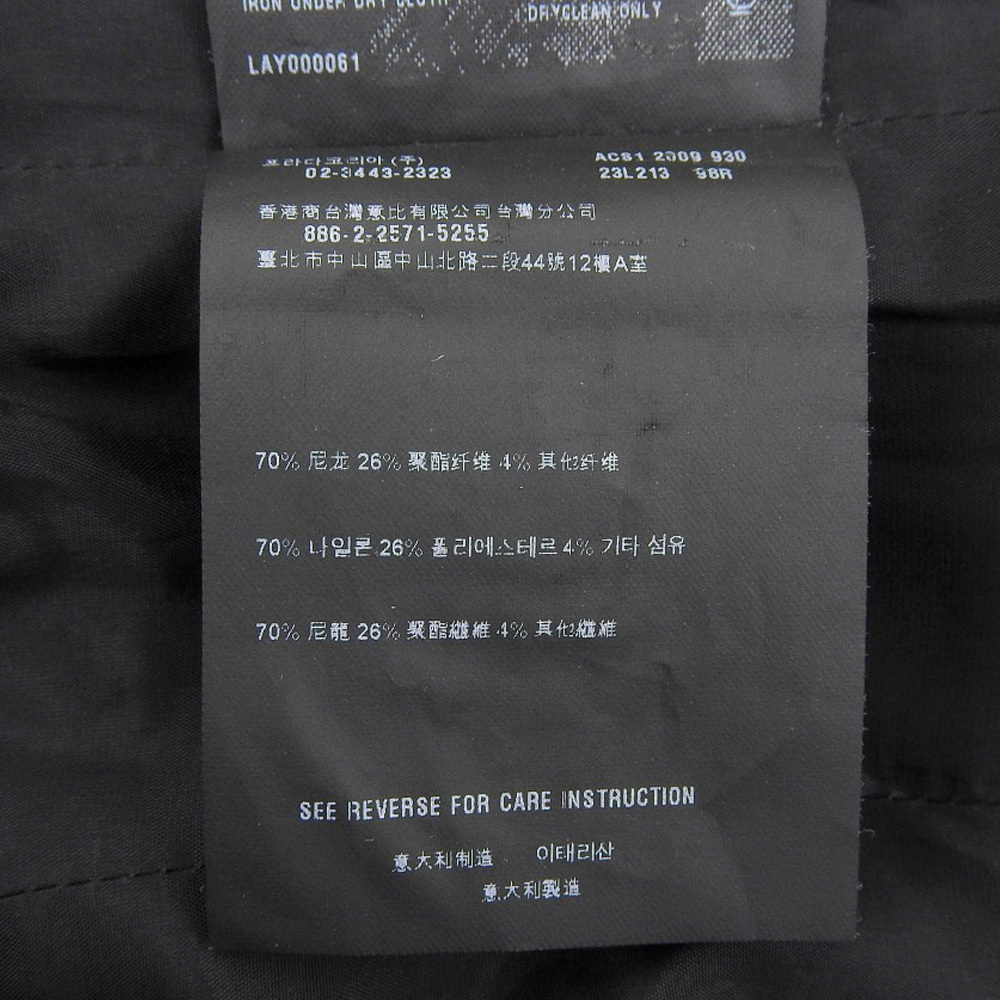 IRON UNDER DRY CLOTH
DRYCLEAN ONLY
LAY000061
프라다코리아(주)
ACS1 2009 930
02-3443-2323
23L213 98R
香港商台灣意比有限公司台灣分公司
886-2-2571-5255
臺北市中山區中山北路二段44號12樓A室
70% 尼龙 26% 聚酯纤维 4% 其他纤维
70% 나일론 26% 폴리에스테르 4% 기타 섬유
70% 尼龍 26% 聚酯纖維 4% 其他纖維
SEE REVERSE FOR CARE INSTRUCTION
意大利制造 이태리산
意大利製造